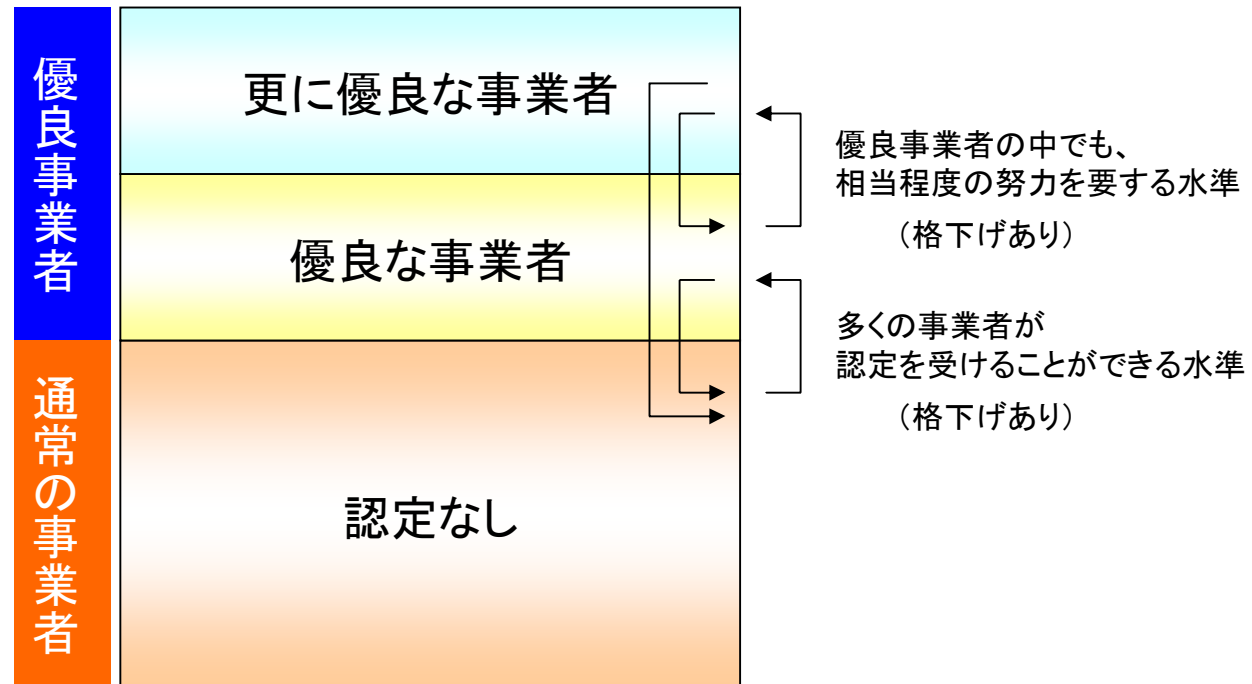 優良事業者
更に優良な事業者
優良事業者の中でも、
相当程度の努力を要する水準
（格下げあり）
優良な事業者
多くの事業者が
認定を受けることができる水準
（格下げあり）
通常の事業者
認定なし